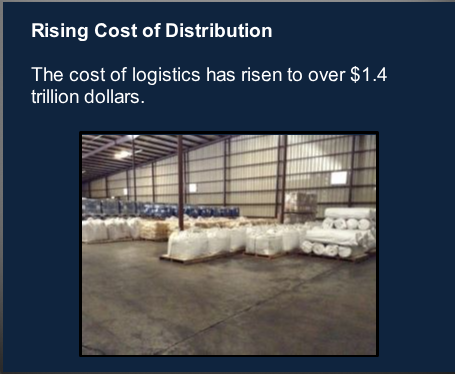 Rising Cost of Distribution
The cost of logistics has risen to over $1.4
trillion dollars.